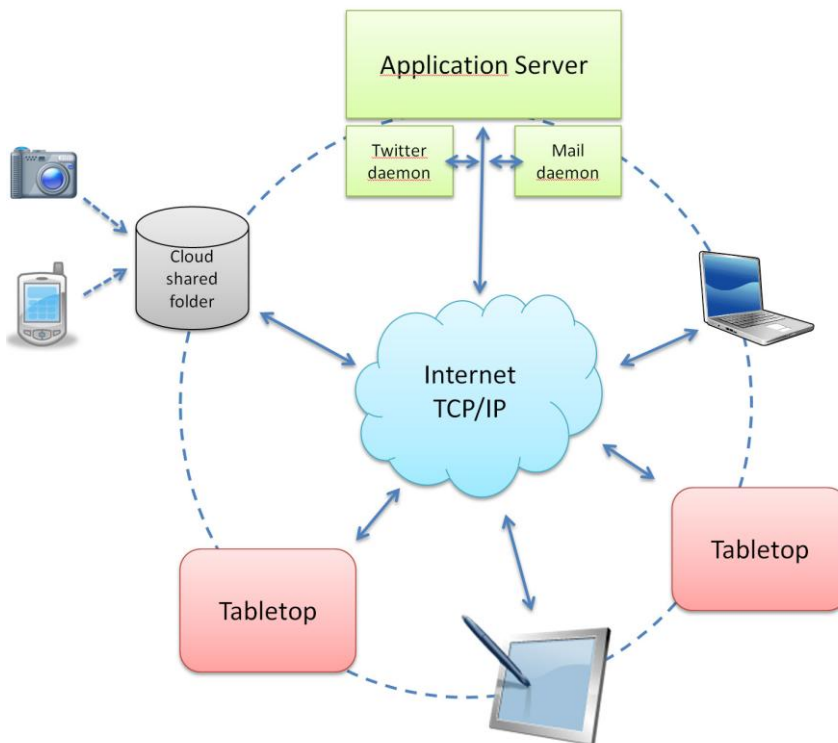 Application Server
Twitter
daemon
Mail
daemon
Cloud
shared
folder
Internet
TCP/IP
Tabletop
Tabletop